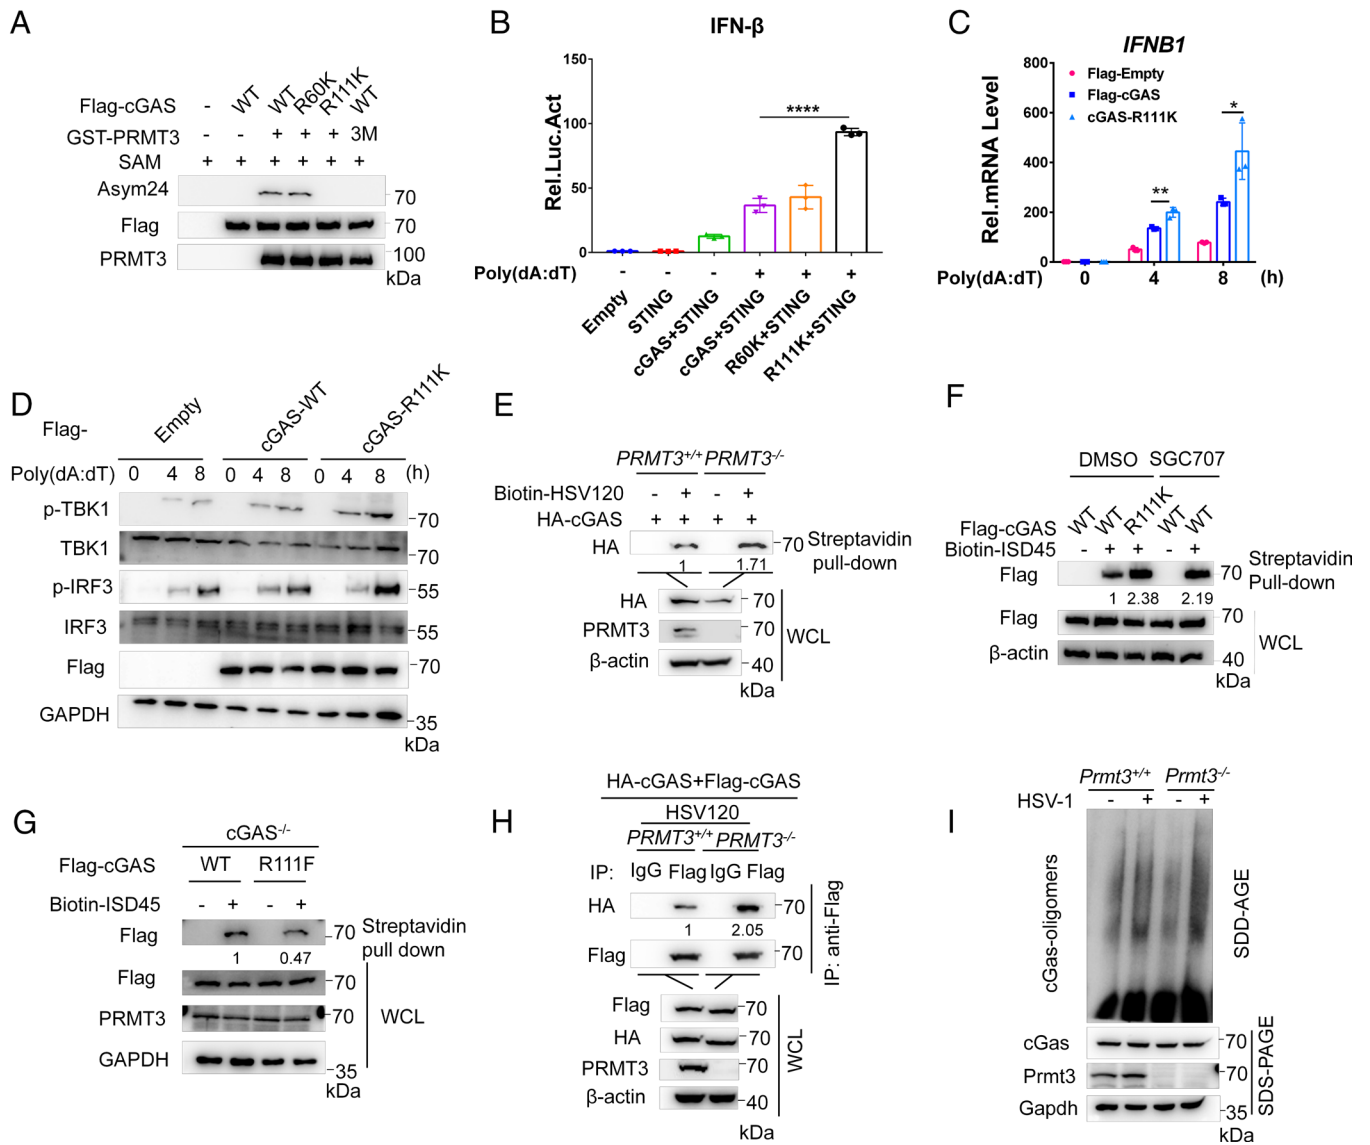 A
Flag-cGAS - WT WT R60K R111K WT
GST-PRMT3 - - + + + 3M
SAM + + + + + +
Asym24 70
Flag 70
PRMT3 100
kDa
B
IFN-β
Rel.Luc.Act
150
100
50
0
****
Poly(dA:dT) - - - + + +
Empty
STING
cGAS+STING
cGAS+STING
R60K+STING
R111K+STING
C
IFNB1
Rel.mRNA Level
800
600
400
200
0
Flag-Empty
Flag-cGAS
cGAS-R111K
**
*
Poly(dA:dT) 0 4 8 (h)
D
Flag- Empty cGAS-WT cGAS-R111K
Poly(dA:dT) 0 4 8 0 4 8 0 4 8 (h)
p-TBK1 70
TBK1 70
p-IRF3 55
IRF3 55
Flag 70
GAPDH 35
kDa
E
PRMT3+/+ PRMT3-/-
Biotin-HSV120 - + - +
HA-cGAS + + + +
HA 70 Streptavidin
pull-down
1 1.71
HA 70
PRMT3 70
β-actin 40
WCL
kDa
F
DMSO SGC707
Flag-cGAS WT WT R111K WT WT
Biotin-ISD45 - + + - +
Flag 70 Streptavidin
Pull-down
1 2.38 2.19
Flag 70
β-actin 40
WCL
kDa
G
cGAS-/-
Flag-cGAS WT R111F
Biotin-ISD45 - + - +
Flag 70 Streptavidin
pull down
1 0.47
Flag 70
PRMT3 70
GAPDH 35
WCL
kDa
H
HA-cGAS+Flag-cGAS
HSV120
PRMT3+/+ PRMT3-/-
IP: IgG Flag IgG Flag
HA 70
1 2.05
Flag 70
IP: anti-Flag
Flag 70
HA 70
PRMT3 70
β-actin 40
WCL
kDa
I
Prmt3+/+ Prmt3-/-
HSV-1 - + - +
cGas-oligomers
SDD-AGE
cGas 70
Prmt3 70
Gapdh 35
SDS-PAGE
kDa